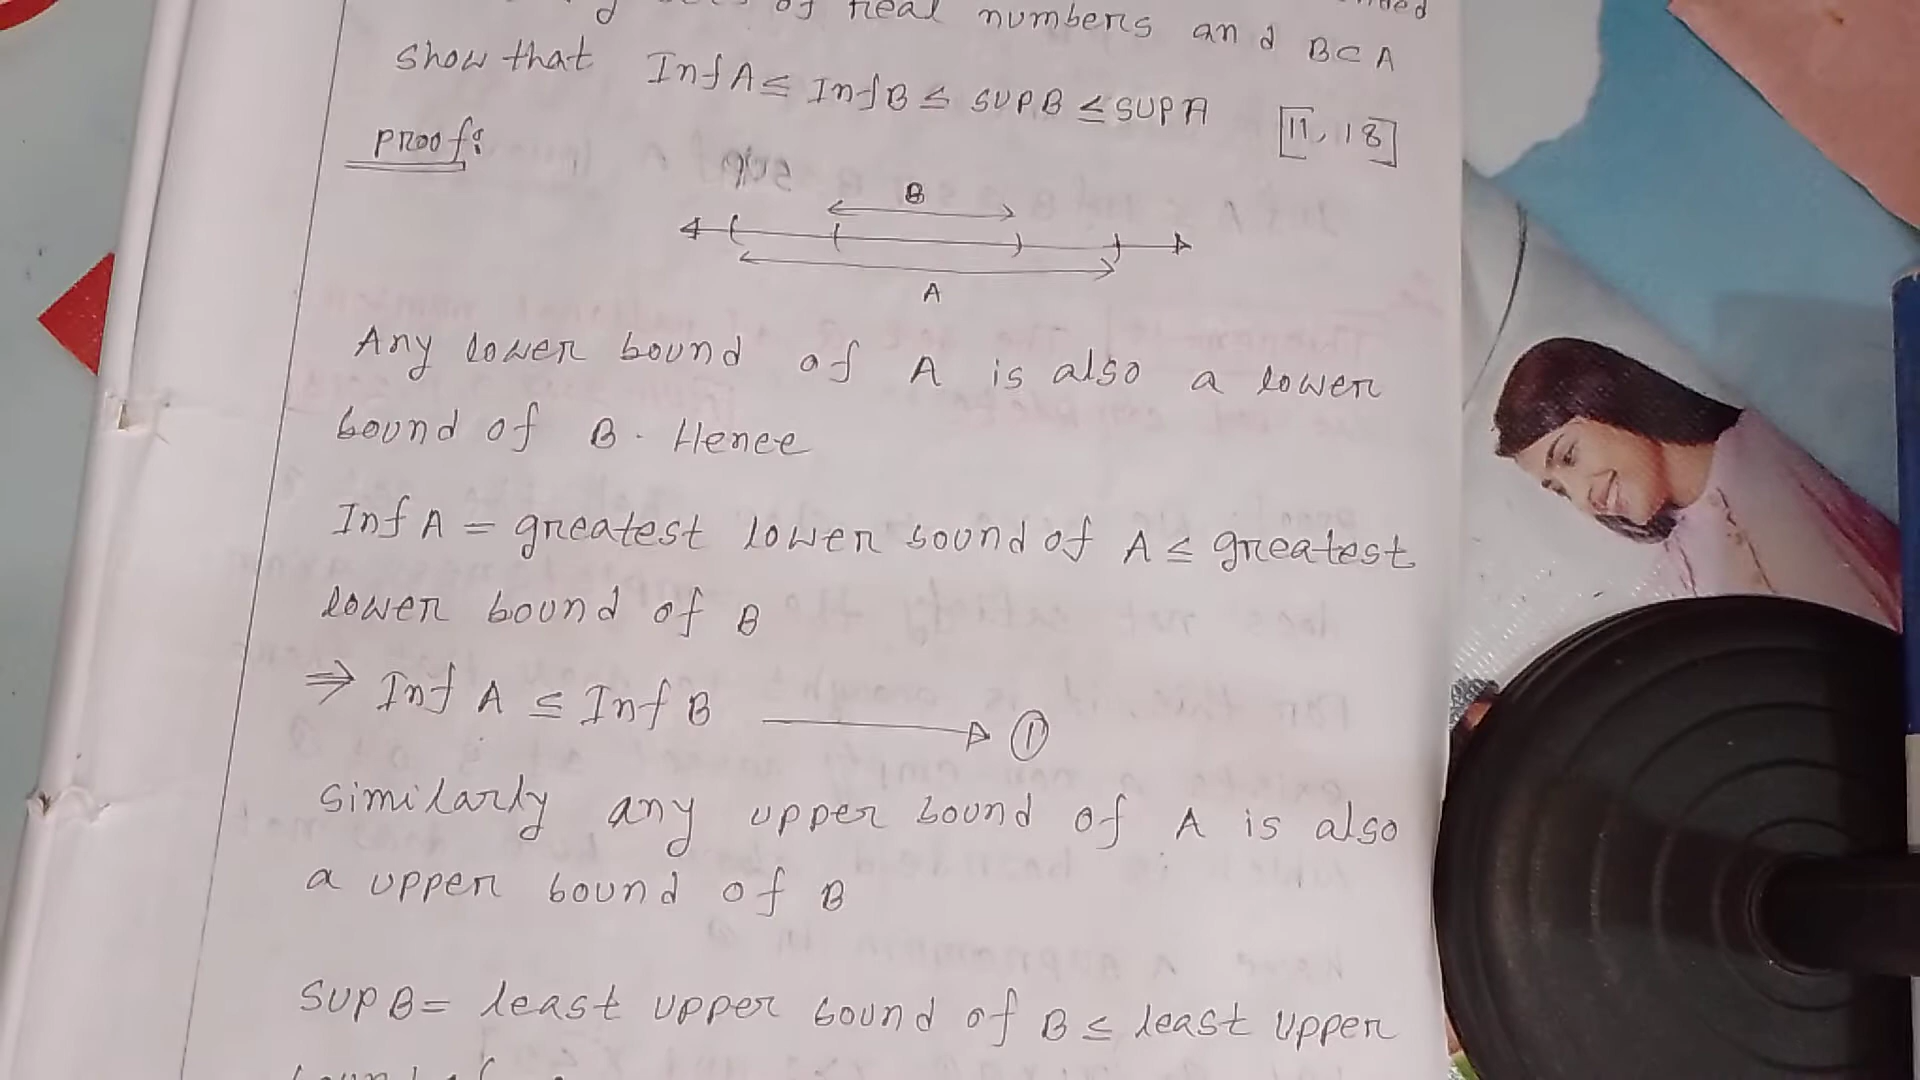 of real numbers and B⊂A
show that Inf A ≤ Inf B ≤ SUP B ≤ SUP A [11, 18]
Proof:
B
A
Any lower bound of A is also a lower
bound of B. Hence
Inf A = greatest lower bound of A ≤ greatest
lower bound of B
⇒ Inf A ≤ Inf B → ①
similarly any upper bound of A is also
a upper bound of B
SUP B = least upper bound of B ≤ least upper